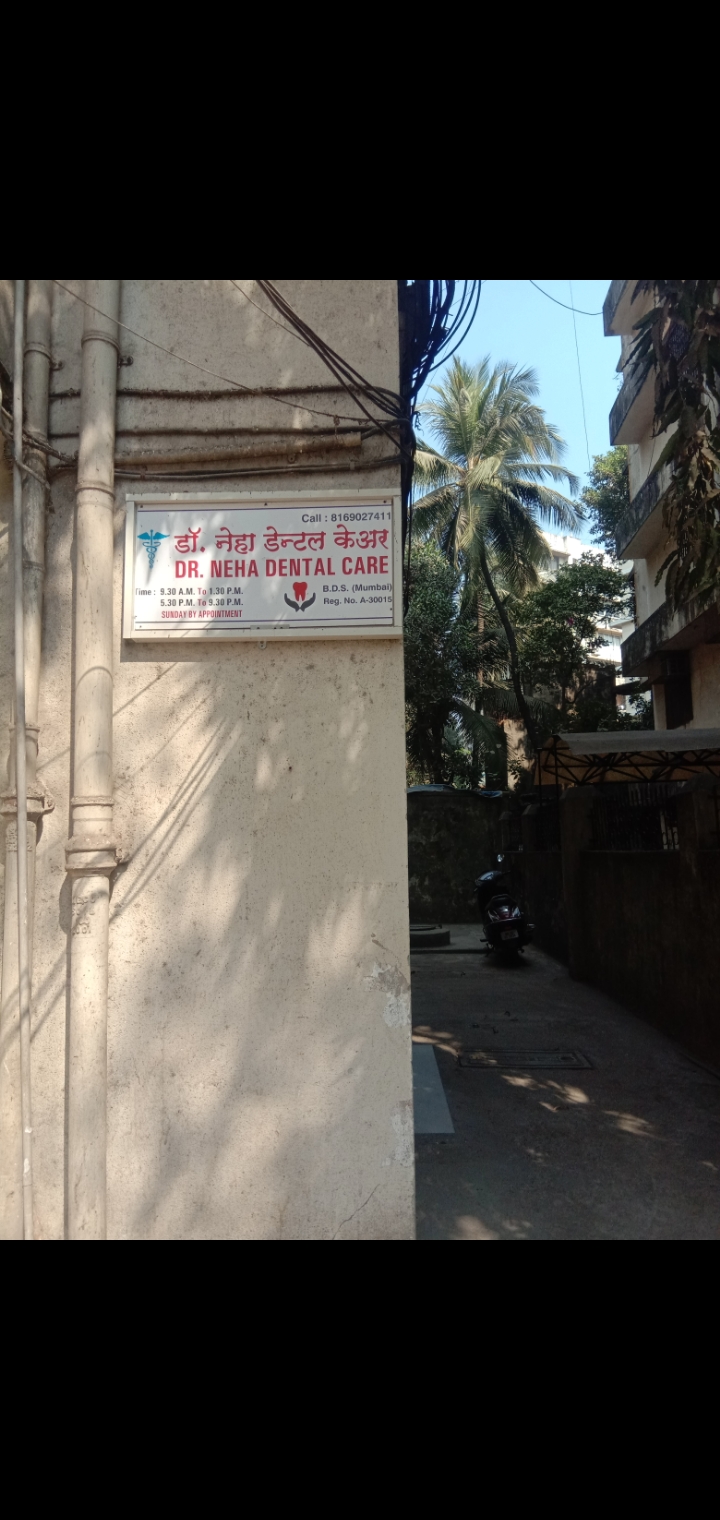 Call : 8169027411
डॉ. नेहा डेन्टल केअर
DR. NEHA DENTAL CARE
Time : 9.30 A.M. To 1.30 P.M.
5.30 P.M. To 9.30 P.M.
SUNDAY BY APPOINTMENT
B.D.S. (Mumbai)
Reg. No. A-30015